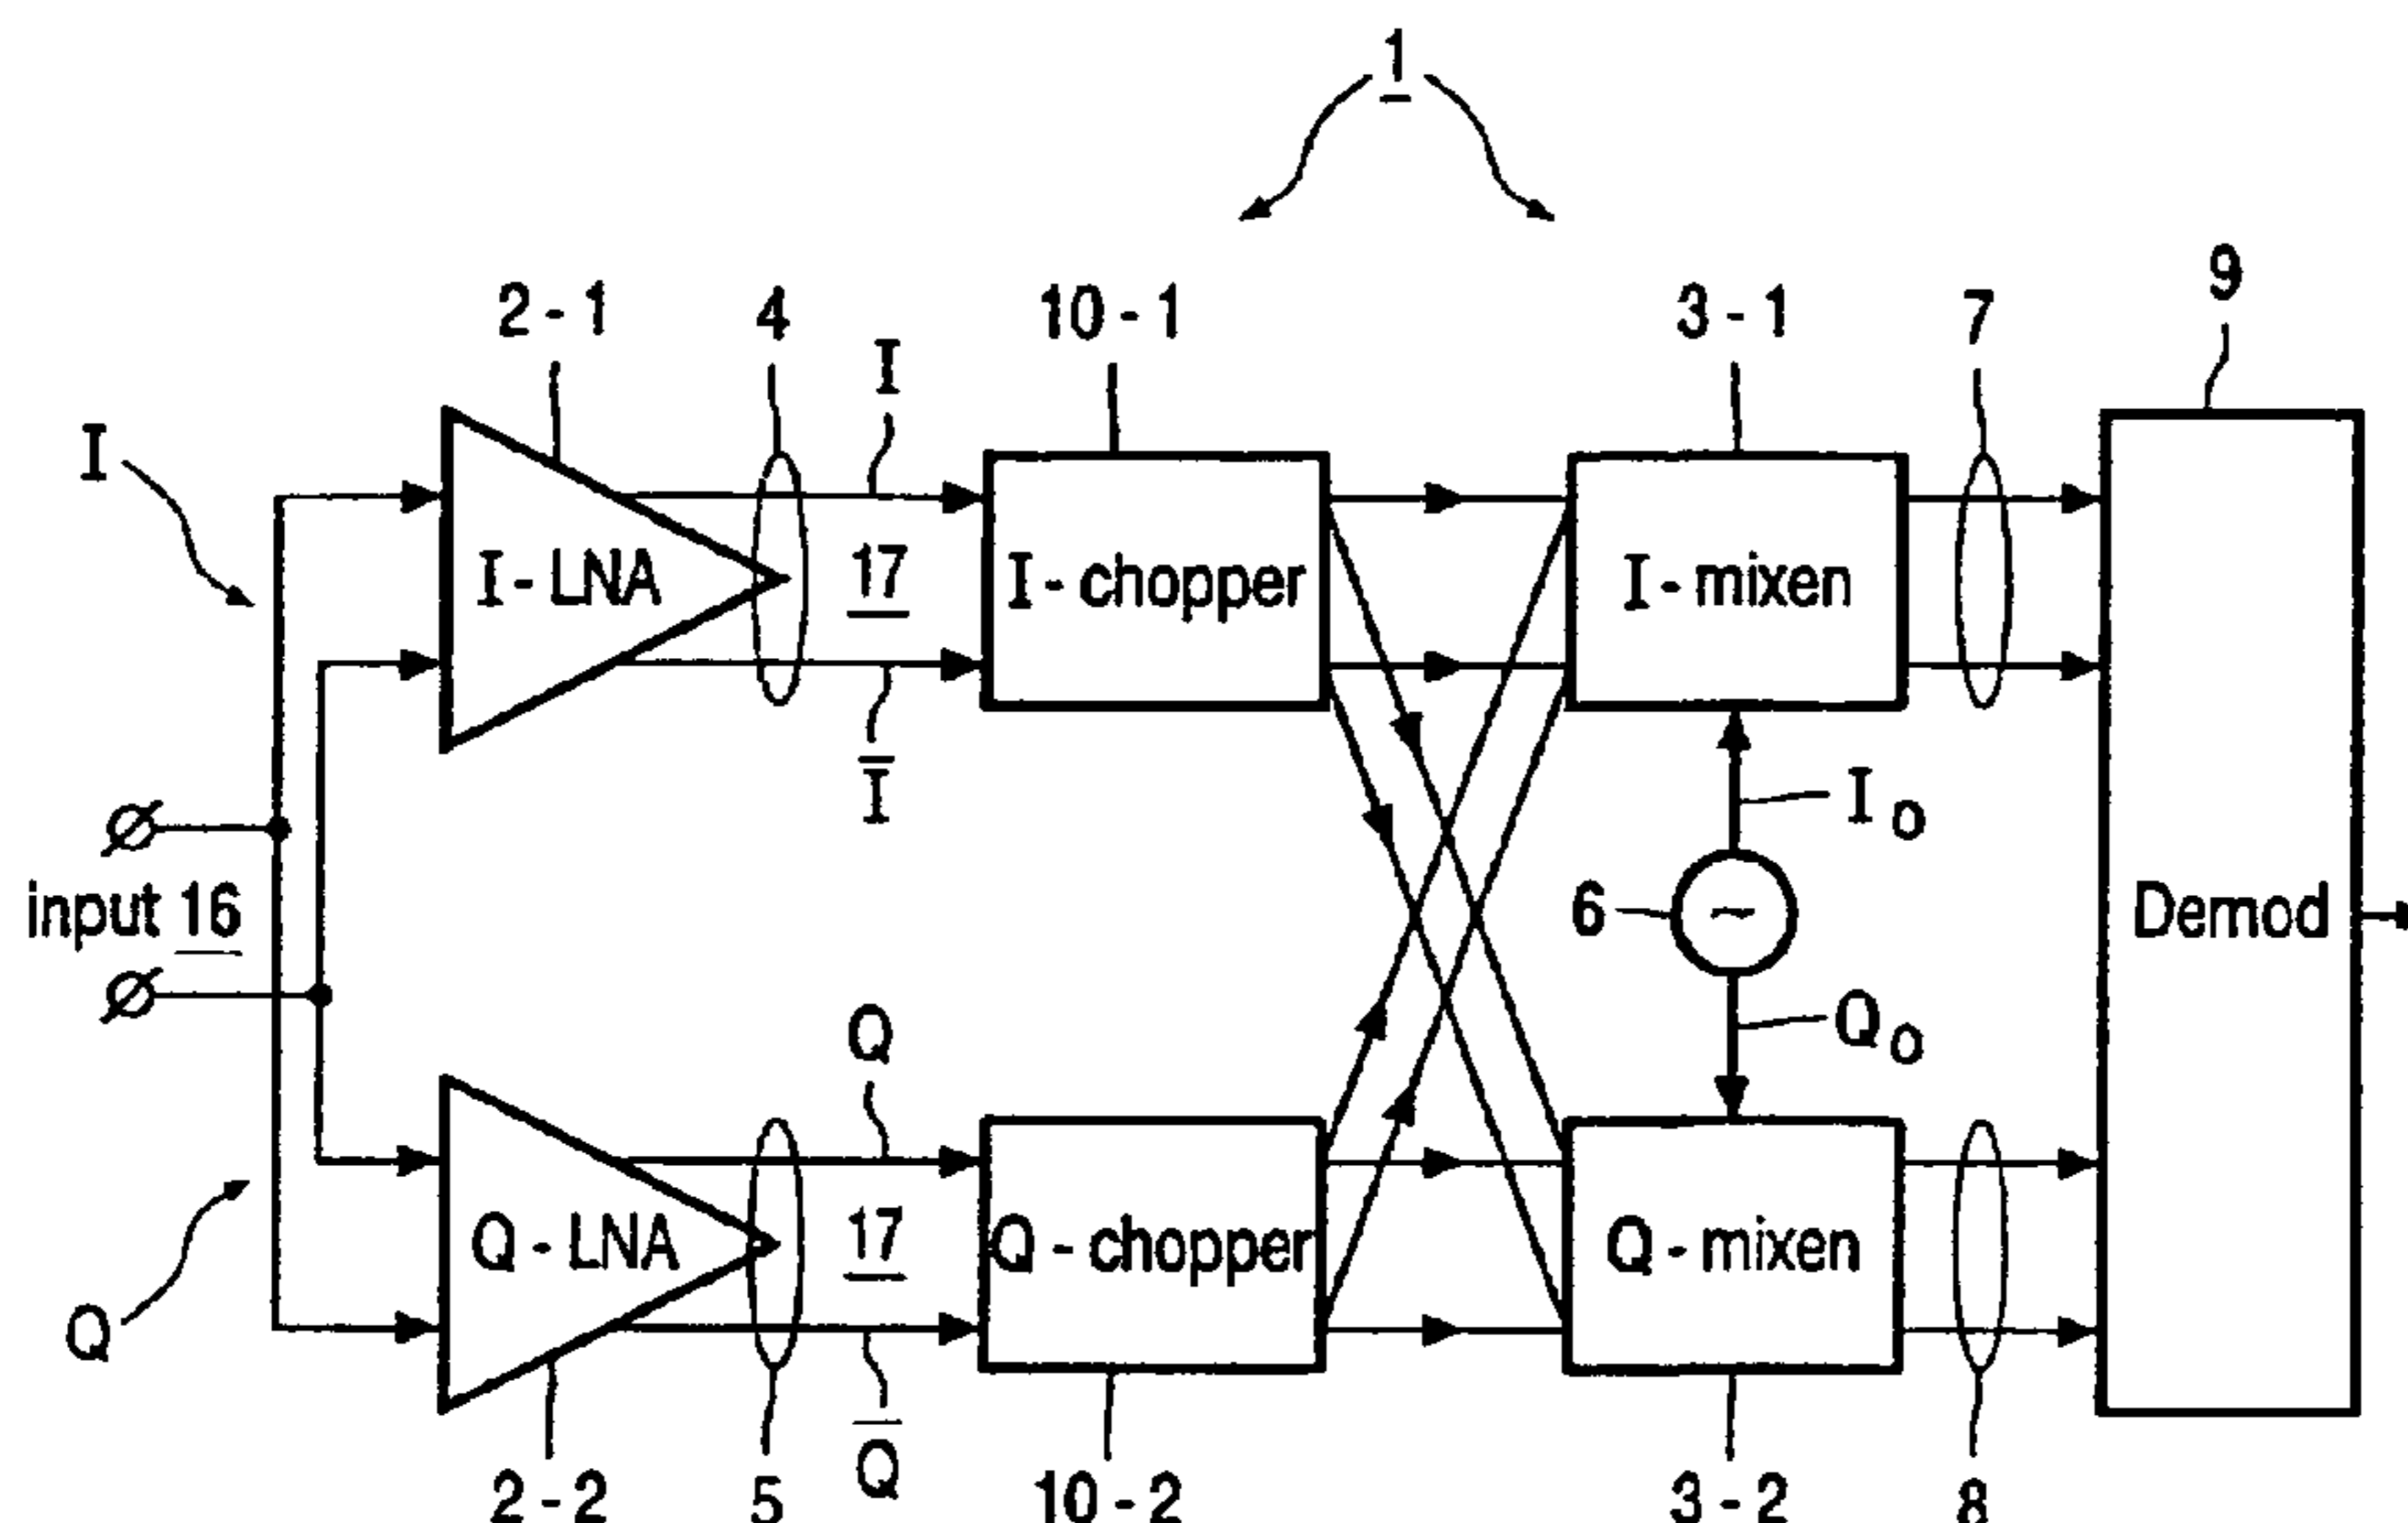 1
9
2 - 1
4
I
10 - 1
3 - 1
7
I
I - LNA
17
I - chopper
I - mixen
I̅
I o
input 16
6
~
Demod
Q
Q o
Q - LNA
17
Q - chopper
Q - mixen
Q
2 - 2
5
Q̅
10 - 2
3 - 2
8